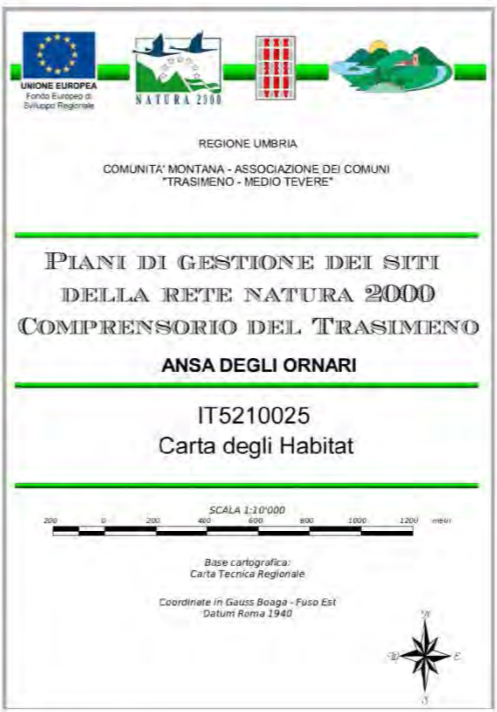 UNIONE EUROPEA
Fondo Europeo di
Sviluppo Regionale
NATURA 2000
REGIONE UMBRIA
COMUNITA' MONTANA - ASSOCIAZIONE DEI COMUNI
"TRASIMENO - MEDIO TEVERE"
PIANI DI GESTIONE DEI SITI
DELLA RETE NATURA 2000
COMPRENSORIO DEL TRASIMENO
ANSA DEGLI ORNARI
IT5210025
Carta degli Habitat
SCALA 1:10'000
200 0 200 400 600 800 1000 1200 metri
Base cartografica:
Carta Tecnica Regionale
Coordinate in Gauss Boaga - Fuso Est
Datum Roma 1940
N
E
S